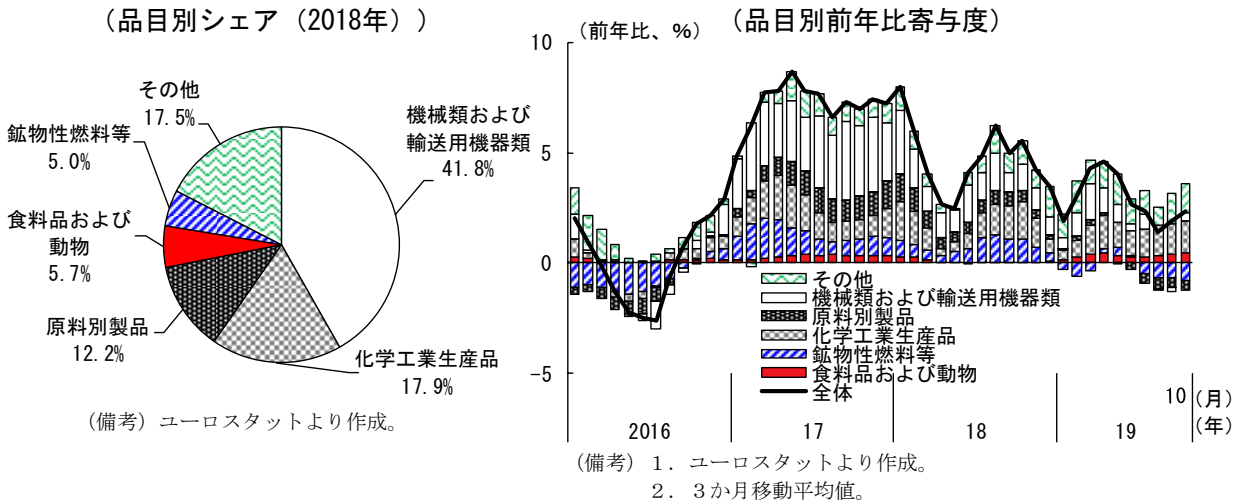 （品目別シェア（2018年））
その他
17.5%
鉱物性燃料等
5.0%
食料品および
動物
5.7%
原料別製品
12.2%
化学工業生産品
17.9%
機械類および
輸送用機器類
41.8%
（備考）ユーロスタットより作成。
（品目別前年比寄与度）
（前年比、%）
10
5
0
-5
その他
機械類および輸送用機器類
原料別製品
化学工業生産品
鉱物性燃料等
食料品および動物
全体
10（月）
2016 17 18 19（年）
（備考）１．ユーロスタットより作成。
２．３か月移動平均値。